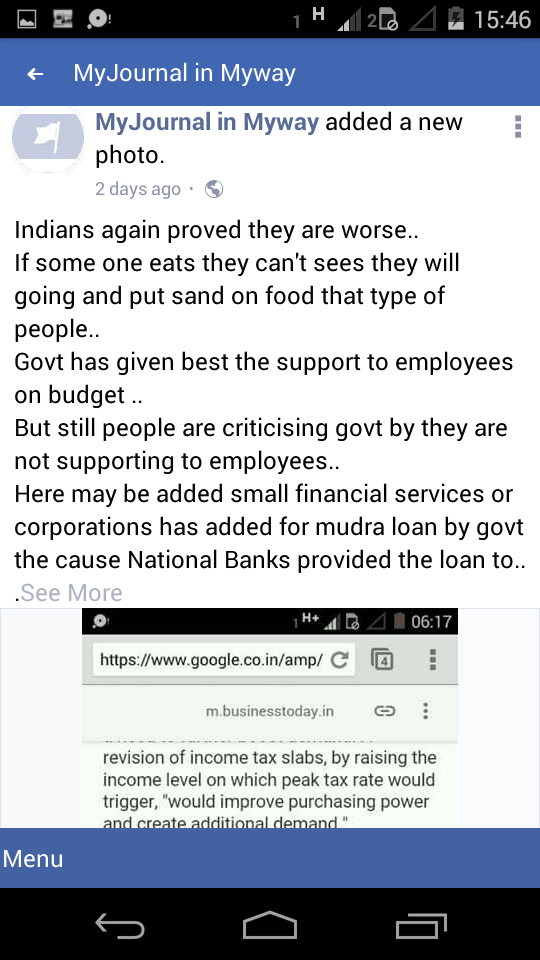 1 H 2 15:46
MyJournal in Myway
MyJournal in Myway added a new
photo.
2 days ago ·
Indians again proved they are worse..
If some one eats they can't sees they will
going and put sand on food that type of
people..
Govt has given best the support to employees
on budget ..
But still people are criticising govt by they are
not supporting to employees..
Here may be added small financial services or
corporations has added for mudra loan by govt
the cause National Banks provided the loan to..
.See More
1 H+ 06:17
https://www.google.co.in/amp/ 4
m.businesstoday.in
revision of income tax slabs, by raising the
income level on which peak tax rate would
trigger, "would improve purchasing power
and create additional demand."
Menu